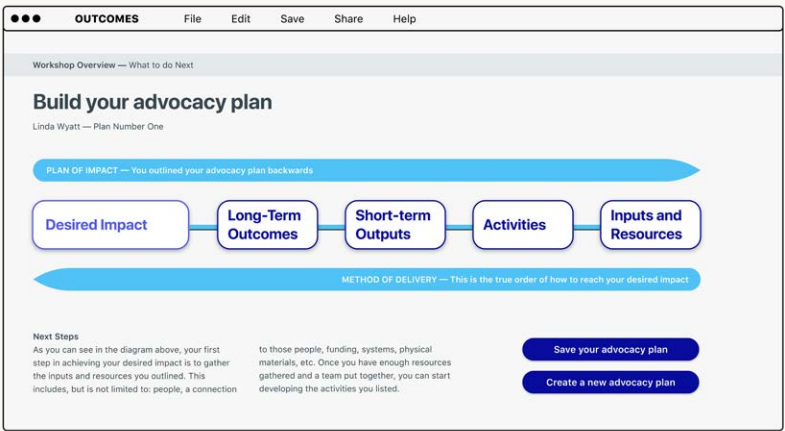 OUTCOMES File Edit Save Share Help
Workshop Overview — What to do Next
Build your advocacy plan
Linda Wyatt — Plan Number One
PLAN OF IMPACT — You outlined your advocacy plan backwards
Desired Impact
Long-Term
Outcomes
Short-term
Outputs
Activities
Inputs and
Resources
METHOD OF DELIVERY — This is the true order of how to reach your desired impact
Next Steps
As you can see in the diagram above, your first
step in achieving your desired impact is to gather
the inputs and resources you outlined. This
includes, but is not limited to: people, a connection
to those people, funding, systems, physical
materials, etc. Once you have enough resources
gathered and a team put together, you can start
developing the activities you listed.
Save your advocacy plan
Create a new advocacy plan